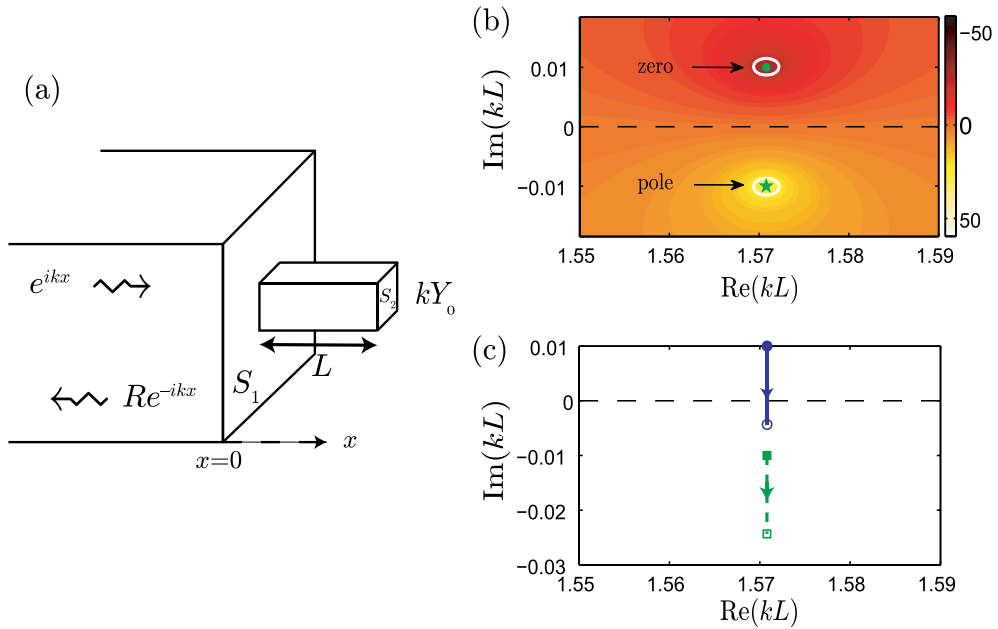 (a)
e^{ikx}
Re^{-ikx}
S_1
S_2
kY_0
L
x
x=0
(b)
Im(kL)
0.01
0
−0.01
zero
pole
1.55
1.56
1.57
1.58
1.59
Re(kL)
−50
0
50
(c)
Im(kL)
0.01
0
−0.01
−0.02
−0.03
1.55
1.56
1.57
1.58
1.59
Re(kL)